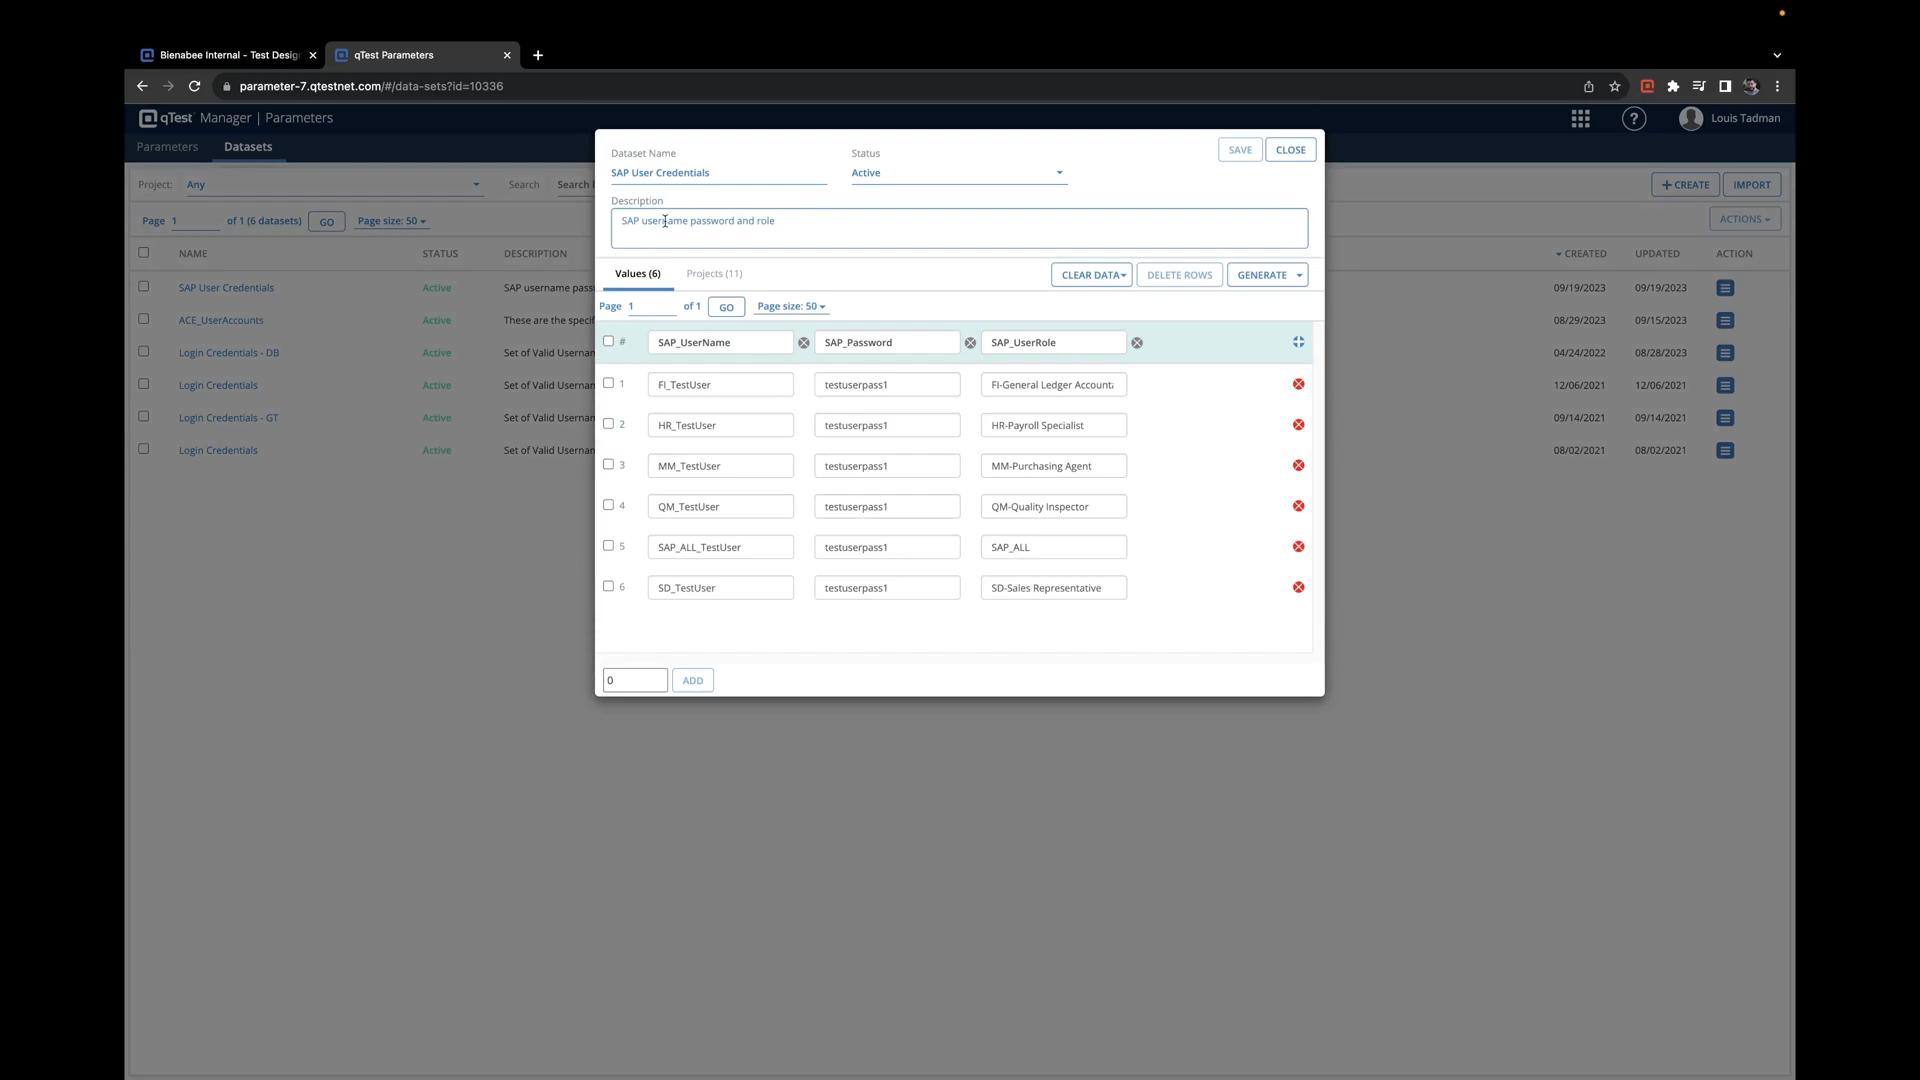 Bienabee Internal - Test Desig
qTest Parameters
parameter-7.qtestnet.com/#/data-sets?id=10336
qTest Manager | Parameters
Louis Tadman
Parameters Datasets
Project: Any Search Search
+ CREATE IMPORT
Page 1 of 1 (6 datasets) GO Page size: 50
ACTIONS
NAME STATUS DESCRIPTION CREATED UPDATED ACTION
SAP User Credentials Active SAP username pass 09/19/2023 09/19/2023
ACE_UserAccounts Active These are the specif 08/29/2023 09/15/2023
Login Credentials - DB Active Set of Valid Usernan 04/24/2022 08/28/2023
Login Credentials Active Set of Valid Usernan 12/06/2021 12/06/2021
Login Credentials - GT Active Set of Valid Usernan 09/14/2021 09/14/2021
Login Credentials Active Set of Valid Usernan 08/02/2021 08/02/2021
Dataset Name Status
SAVE CLOSE
SAP User Credentials Active
Description
SAP username password and role
Values (6) Projects (11) CLEAR DATA DELETE ROWS GENERATE
Page 1 of 1 GO Page size: 50
# SAP_UserName SAP_Password SAP_UserRole
1 FI_TestUser testuserpass1 FI-General Ledger Account
2 HR_TestUser testuserpass1 HR-Payroll Specialist
3 MM_TestUser testuserpass1 MM-Purchasing Agent
4 QM_TestUser testuserpass1 QM-Quality Inspector
5 SAP_ALL_TestUser testuserpass1 SAP_ALL
6 SD_TestUser testuserpass1 SD-Sales Representative
0 ADD